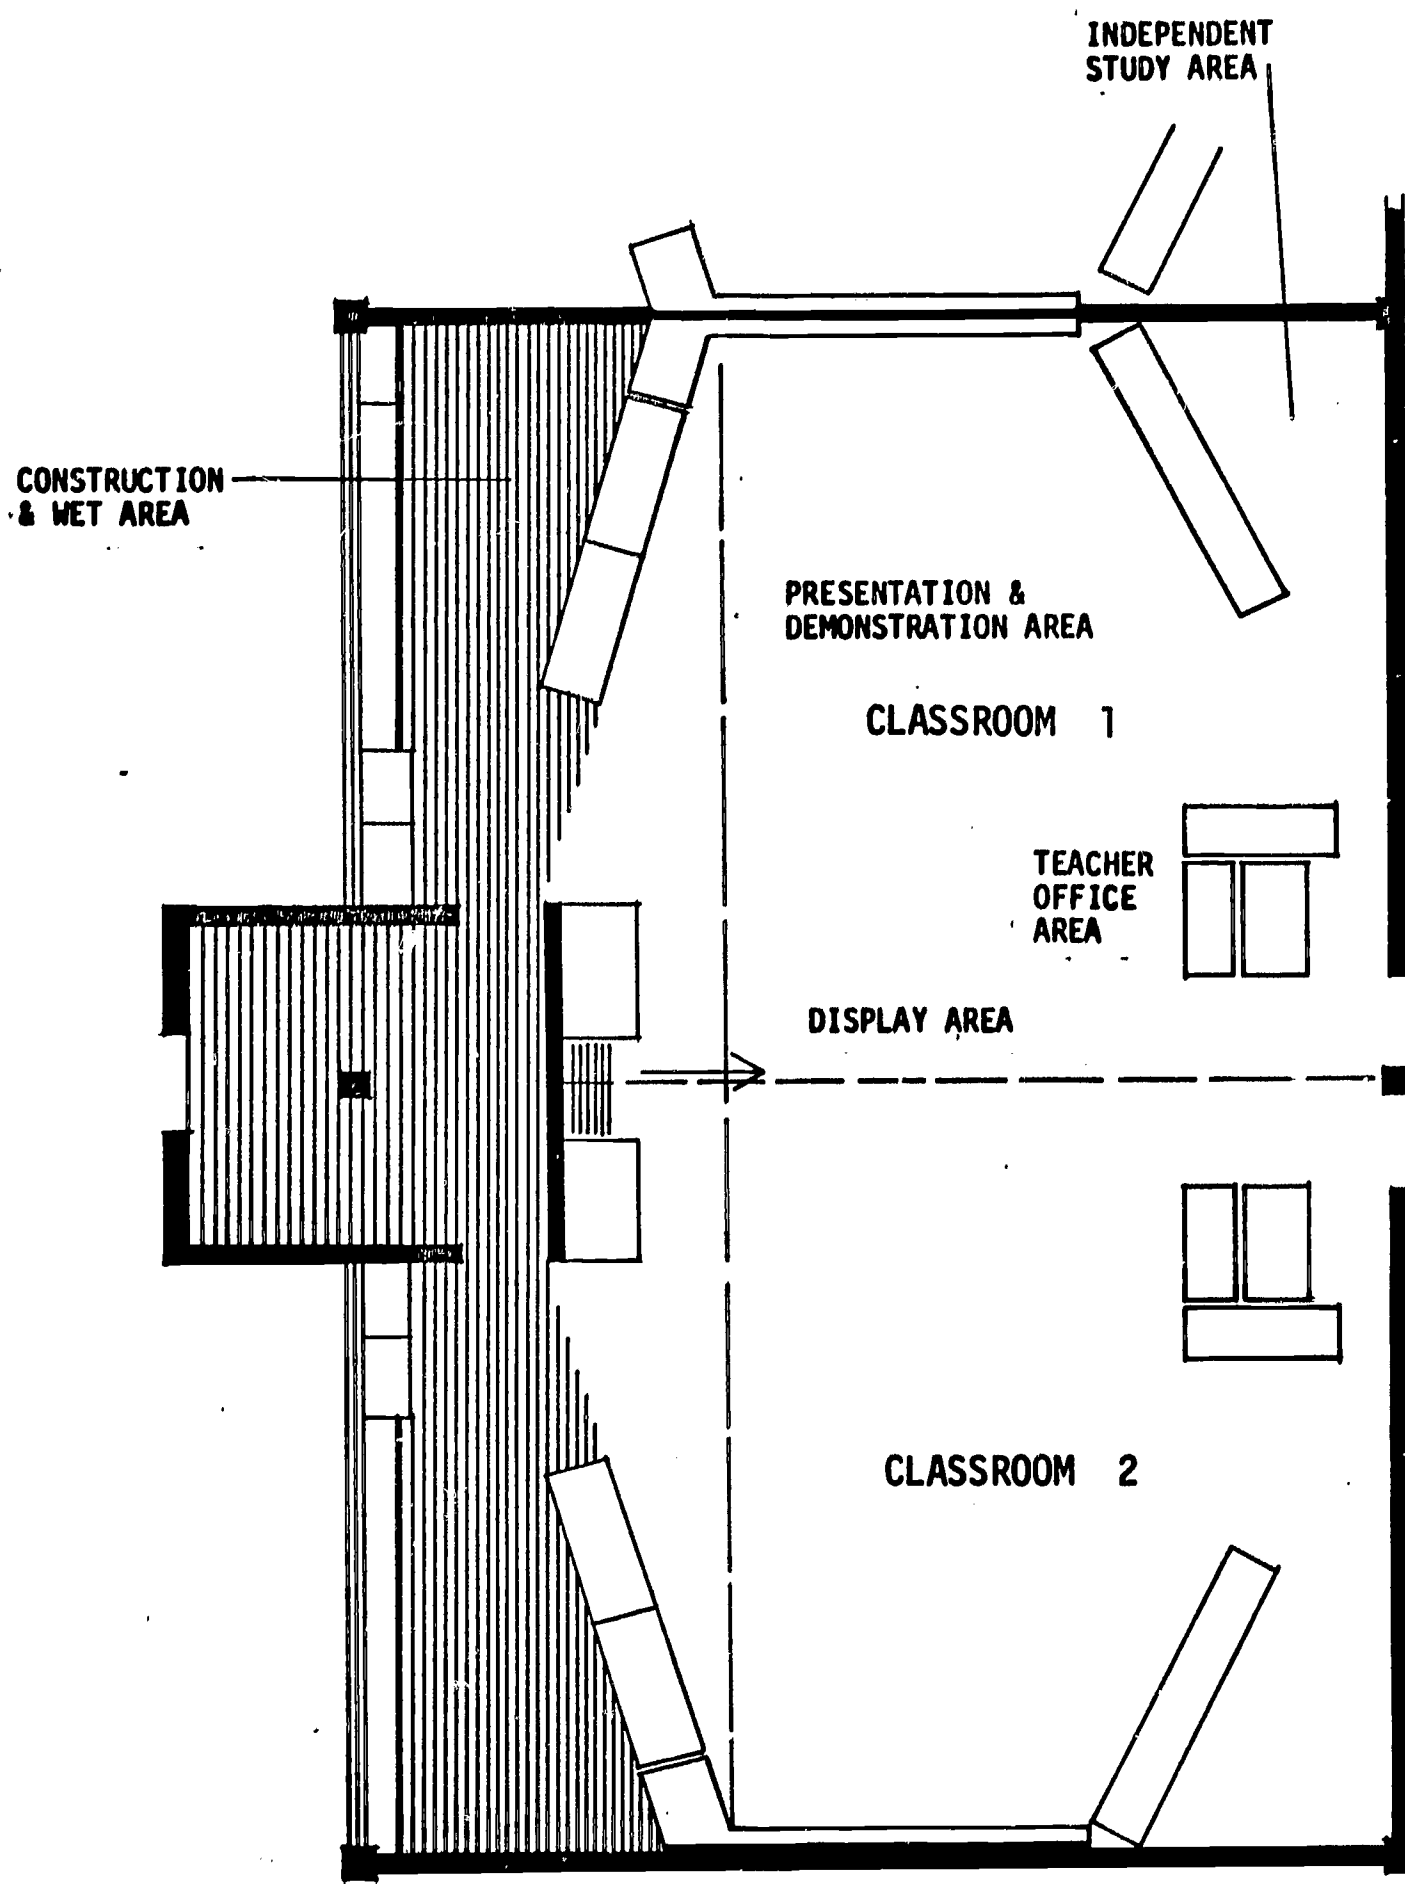 INDEPENDENT
STUDY AREA
CONSTRUCTION
& WET AREA
PRESENTATION &
DEMONSTRATION AREA
CLASSROOM 1
TEACHER
OFFICE
AREA
DISPLAY AREA
CLASSROOM 2